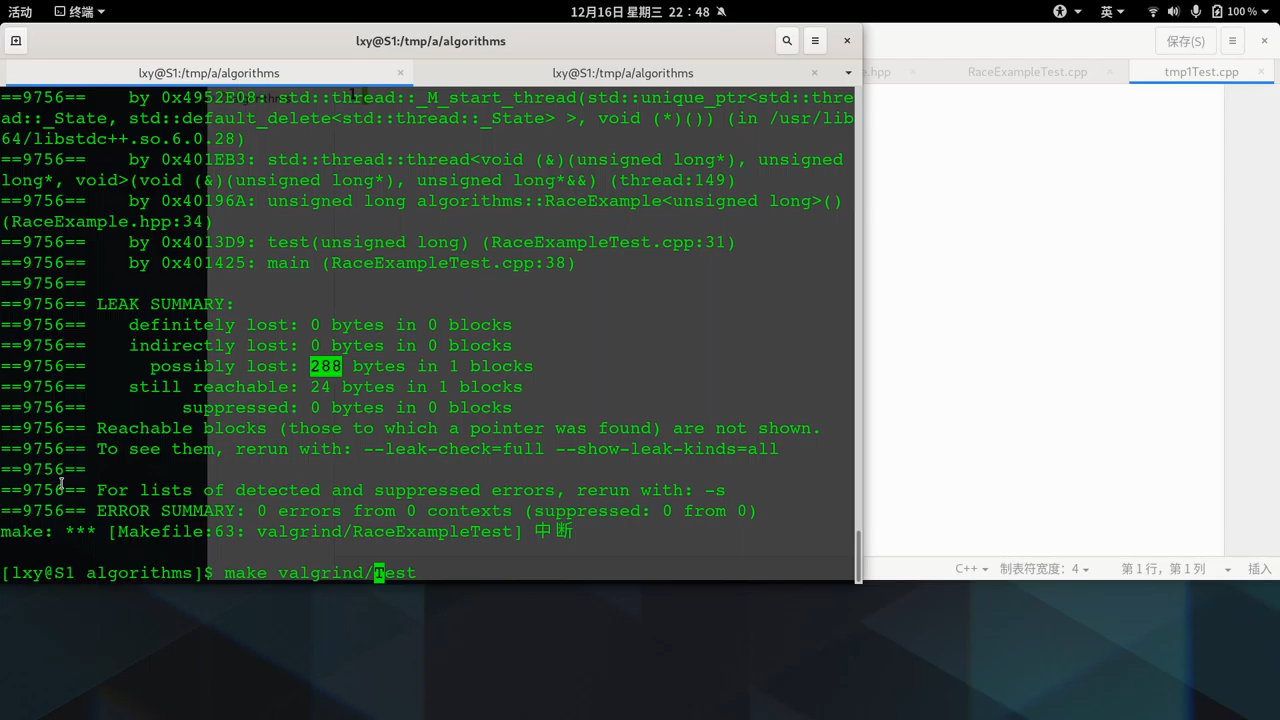 活动 终端 12月16日 星期三 22：48 英 100 %
lxy@S1:/tmp/a/algorithms 保存(S)
lxy@S1:/tmp/a/algorithms lxy@S1:/tmp/a/algorithms e.hpp RaceExampleTest.cpp tmp1Test.cpp
==9756==    by 0x4952B08: std::thread::_M_start_thread(std::unique_ptr<std::thre
ad::_State, std::default_delete<std::thread::_State> >, void (*)()) (in /usr/lib
64/libstdc++.so.6.0.28)
==9756==    by 0x401EB3: std::thread::thread<void (&)(unsigned long*), unsigned
long*, void>(void (&)(unsigned long*), unsigned long*&&) (thread:149)
==9756==    by 0x40196A: unsigned long algorithms::RaceExample<unsigned long>()
(RaceExample.hpp:34)
==9756==    by 0x4013D9: test(unsigned long) (RaceExampleTest.cpp:31)
==9756==    by 0x401425: main (RaceExampleTest.cpp:38)
==9756==
==9756== LEAK SUMMARY:
==9756==    definitely lost: 0 bytes in 0 blocks
==9756==    indirectly lost: 0 bytes in 0 blocks
==9756==      possibly lost: 288 bytes in 1 blocks
==9756==    still reachable: 24 bytes in 1 blocks
==9756==         suppressed: 0 bytes in 0 blocks
==9756== Reachable blocks (those to which a pointer was found) are not shown.
==9756== To see them, rerun with: --leak-check=full --show-leak-kinds=all
==9756==
==9756== For lists of detected and suppressed errors, rerun with: -s
==9756== ERROR SUMMARY: 0 errors from 0 contexts (suppressed: 0 from 0)
make: *** [Makefile:63: valgrind/RaceExampleTest] 中断
[lxy@S1 algorithms]$ make valgrind/Test
C++ 制表符宽度：4 第 1 行，第 1 列 插入